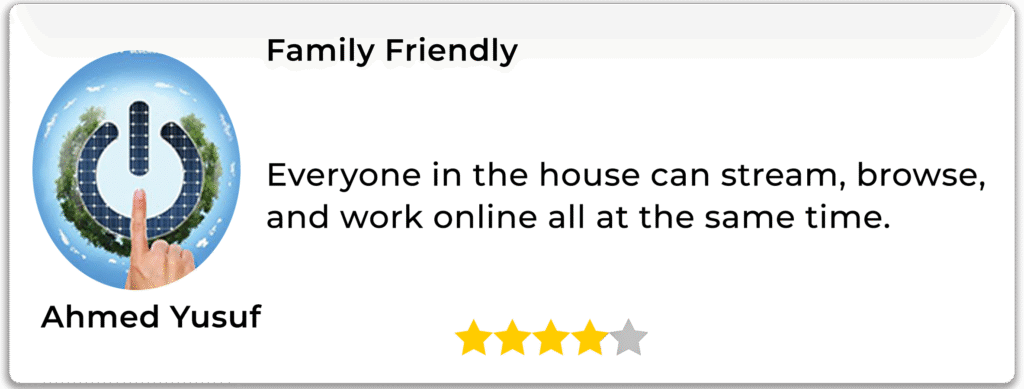 Family Friendly
Everyone in the house can stream, browse,
and work online all at the same time.
Ahmed Yusuf